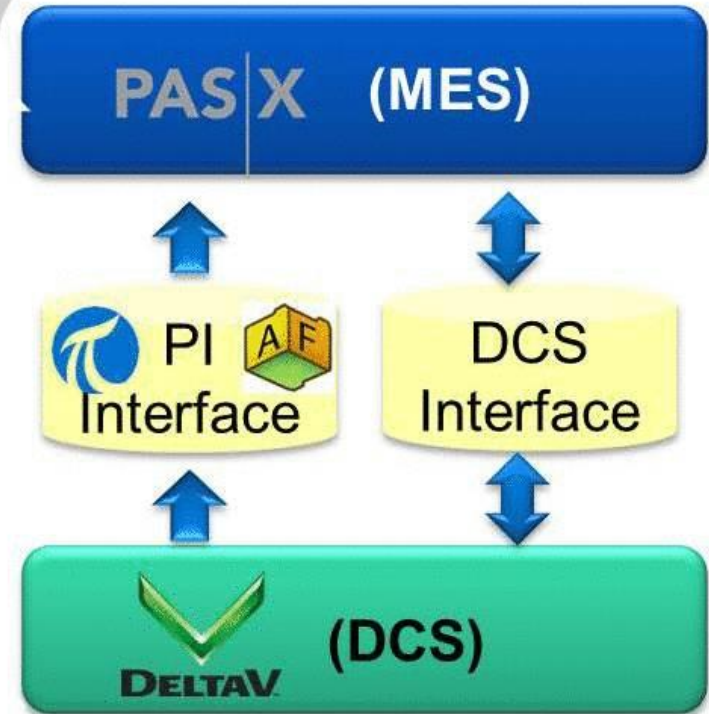 PAS|X (MES)
PI
Interface
A F
DCS
Interface
DELTAV (DCS)